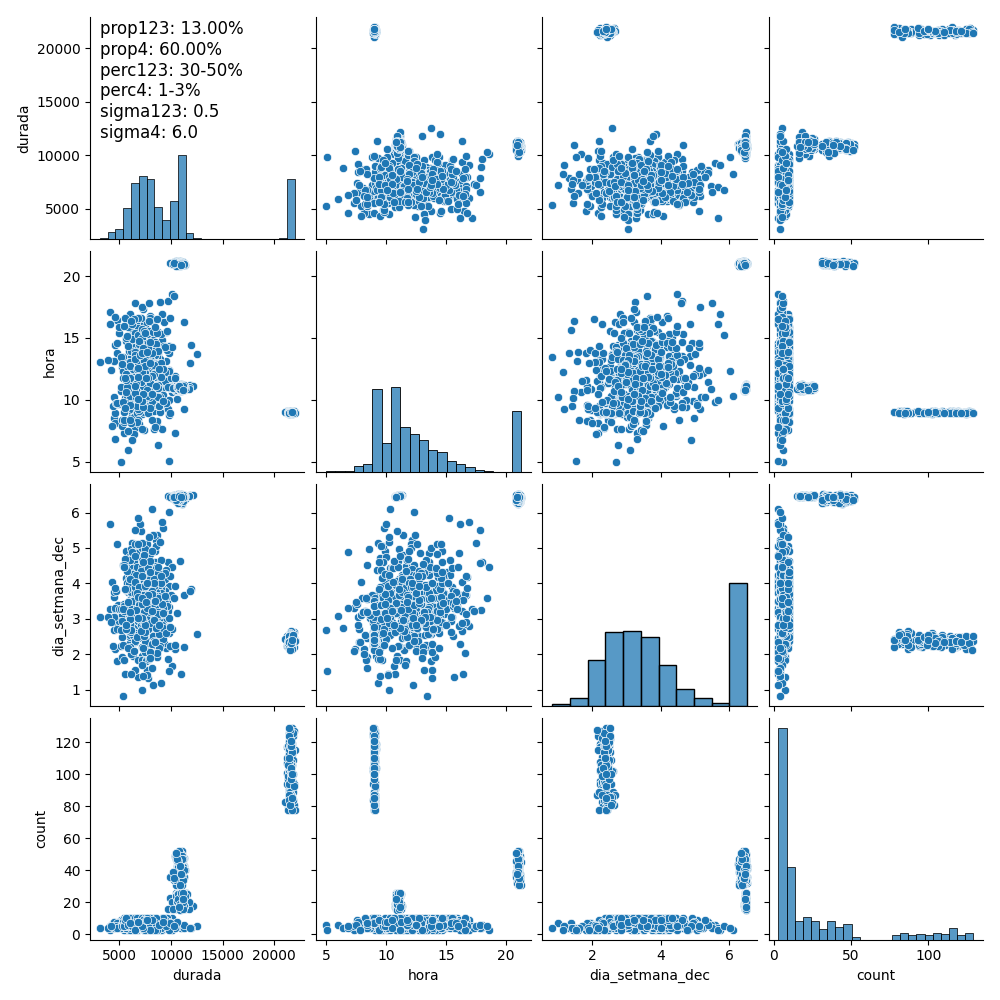 prop123: 13.00%
prop4: 60.00%
perc123: 30-50%
perc4: 1-3%
sigma123: 0.5
sigma4: 6.0
durada
20000
15000
10000
5000
hora
20
15
10
5
dia_setmana_dec
6
5
4
3
2
1
count
120
100
80
60
40
20
0
5000 10000 15000 20000
durada
5 10 15 20
hora
2 4 6
dia_setmana_dec
0 50 100
count